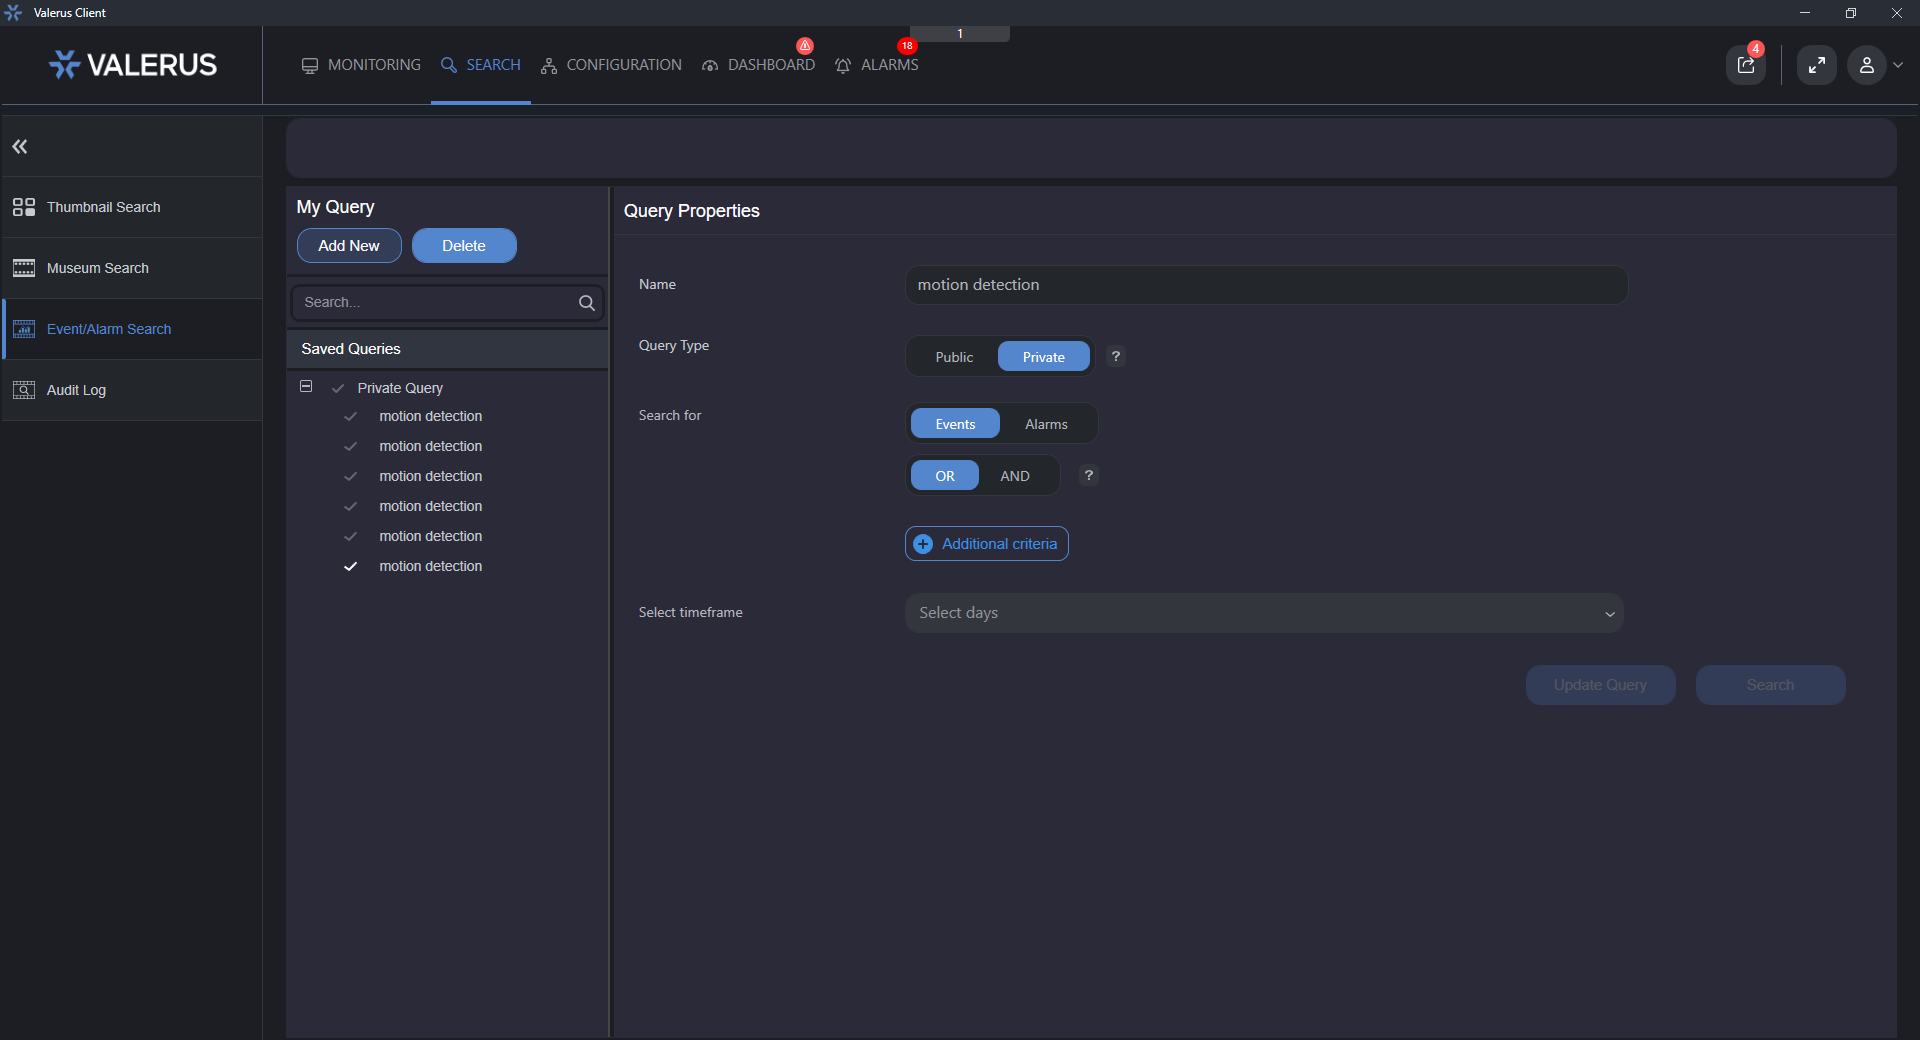 Valerus Client
1
VALERUS
MONITORING
SEARCH
CONFIGURATION
DASHBOARD
18
ALARMS
4
Thumbnail Search
Museum Search
Event/Alarm Search
Audit Log
My Query
Add New
Delete
Search...
Saved Queries
Private Query
motion detection
motion detection
motion detection
motion detection
motion detection
motion detection
Query Properties
Name
motion detection
Query Type
Public
Private
?
Search for
Events
Alarms
OR
AND
?
Additional criteria
Select timeframe
Select days
Update Query
Search